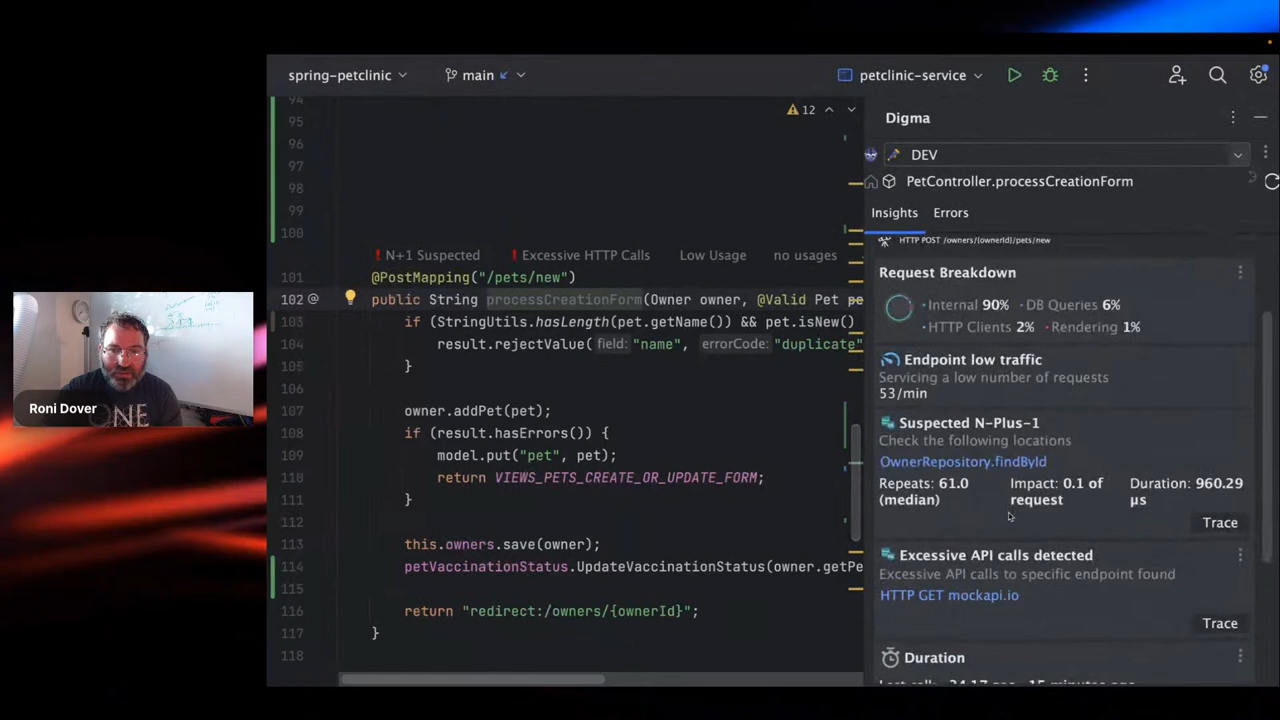 spring-petclinic
main
petclinic-service
94
95
96
97
98
99
100
12
N+1 Suspected
Excessive HTTP Calls
Low Usage
no usages
101 @PostMapping("/pets/new")
102 public String processCreationForm(Owner owner, @Valid Pet pe
103 if (StringUtils.hasLength(pet.getName()) && pet.isNew()
104 result.rejectValue( field: "name", errorCode: "duplicate"
105 }
106
107 owner.addPet(pet);
108 if (result.hasErrors()) {
109 model.put("pet", pet);
110 return VIEWS_PETS_CREATE_OR_UPDATE_FORM;
111 }
112
113 this.owners.save(owner);
114 petVaccinationStatus.UpdateVaccinationStatus(owner.getPe
115
116 return "redirect:/owners/{ownerId}";
117 }
118
Digma
DEV
PetController.processCreationForm
Insights
Errors
HTTP POST /owners/{ownerId}/pets/new
Request Breakdown
Internal 90% DB Queries 6%
HTTP Clients 2% Rendering 1%
Endpoint low traffic
Servicing a low number of requests
53/min
Suspected N-Plus-1
Check the following locations
OwnerRepository.findById
Repeats: 61.0 (median)
Impact: 0.1 of request
Duration: 960.29 µs
Trace
Excessive API calls detected
Excessive API calls to specific endpoint found
HTTP GET mockapi.io
Trace
Duration
Roni Dover
ONE